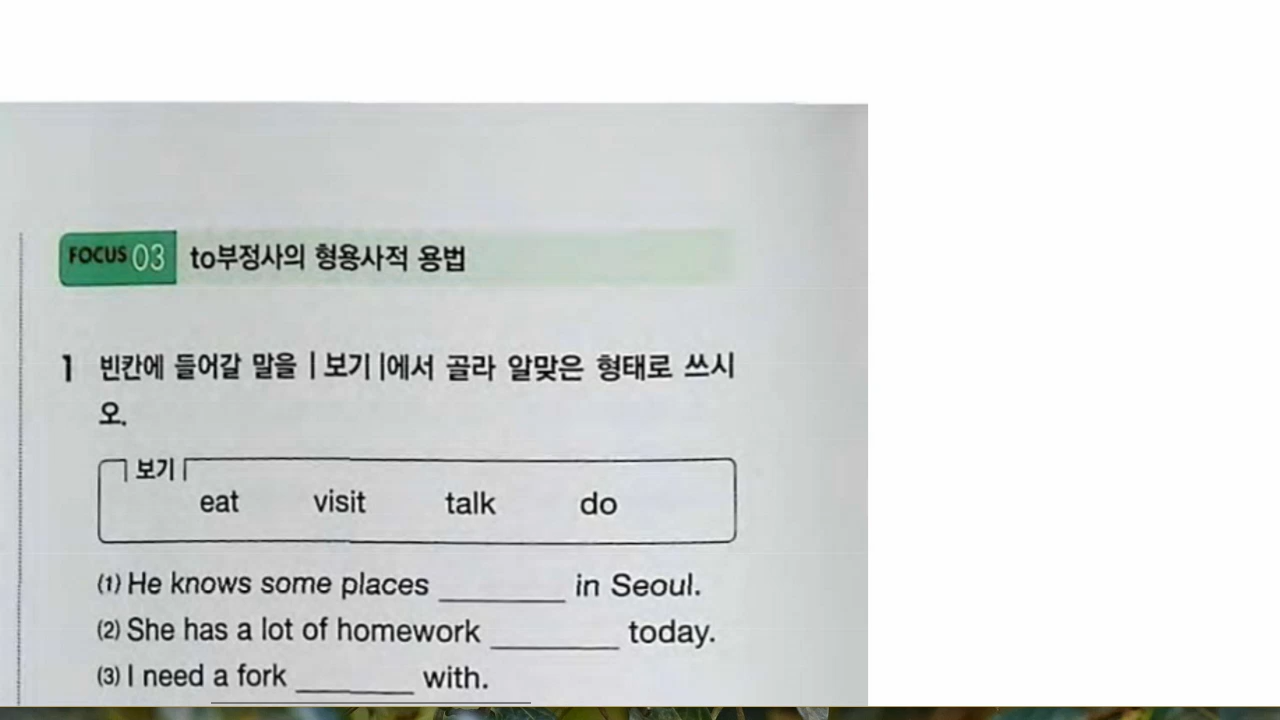 FOCUS 03 to부정사의 형용사적 용법
1 빈칸에 들어갈 말을 | 보기 |에서 골라 알맞은 형태로 쓰시
오.
보기
eat visit talk do
(1) He knows some places ________ in Seoul.
(2) She has a lot of homework ________ today.
(3) I need a fork ________ with.